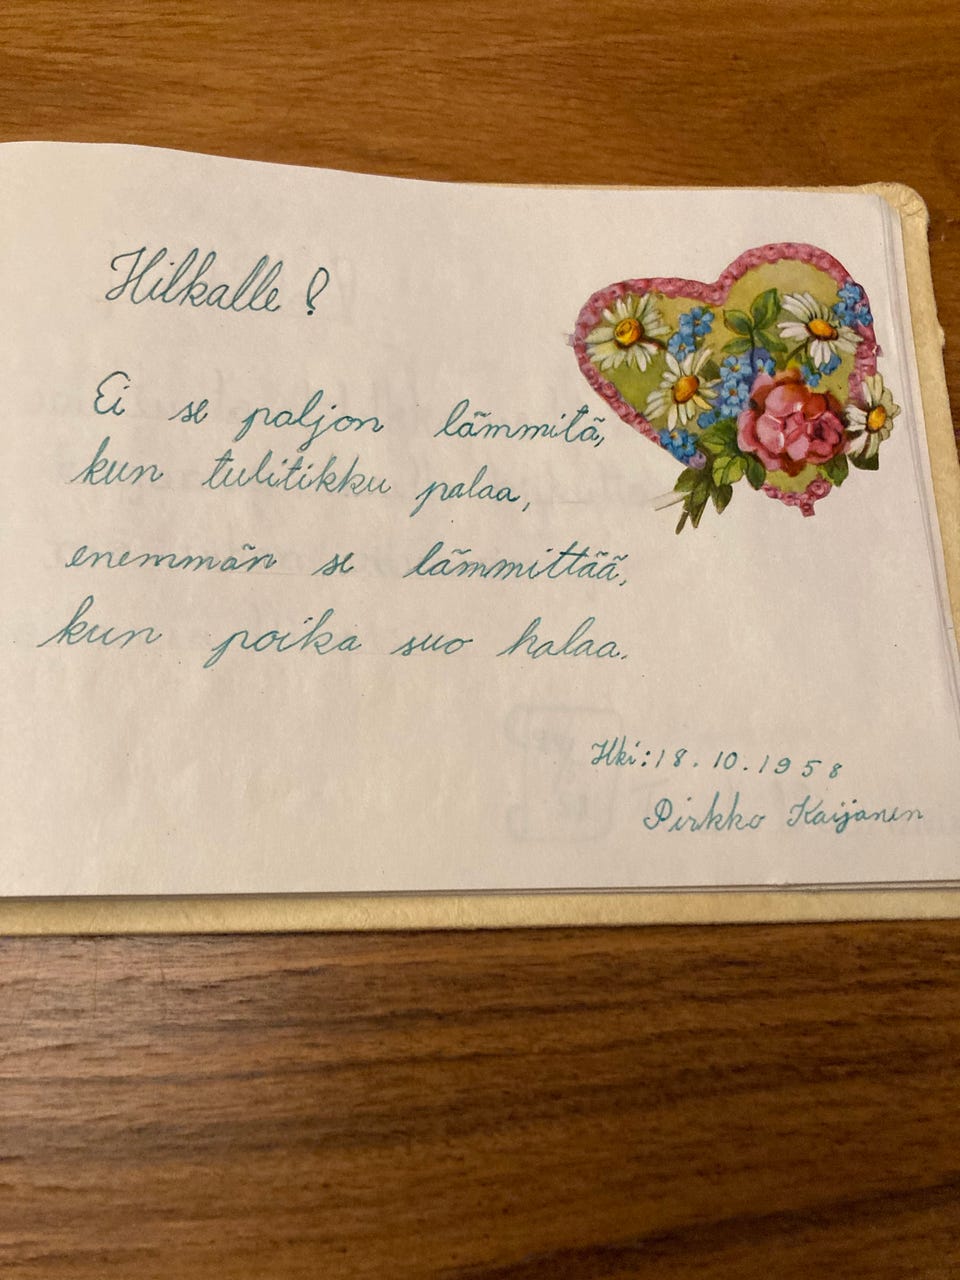 Hilkalle!
Ei se paljon lämmitä,
kun tulitikku palaa,
enemmän se lämmittää,
kun poika suo halaa.
Hki: 18.10.1958
Pirkko Kaijanen